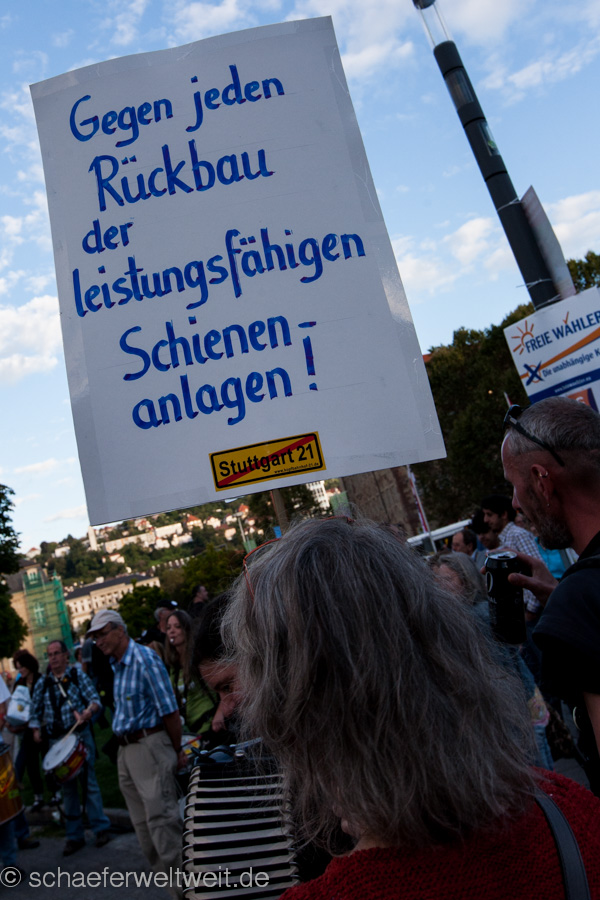 Gegen jeden
Rückbau
der
leistungsfähigen
Schienen-
anlagen!
Stuttgart 21
FREIE WÄHLER
Die unabhängige
© schaeferweltweit.de